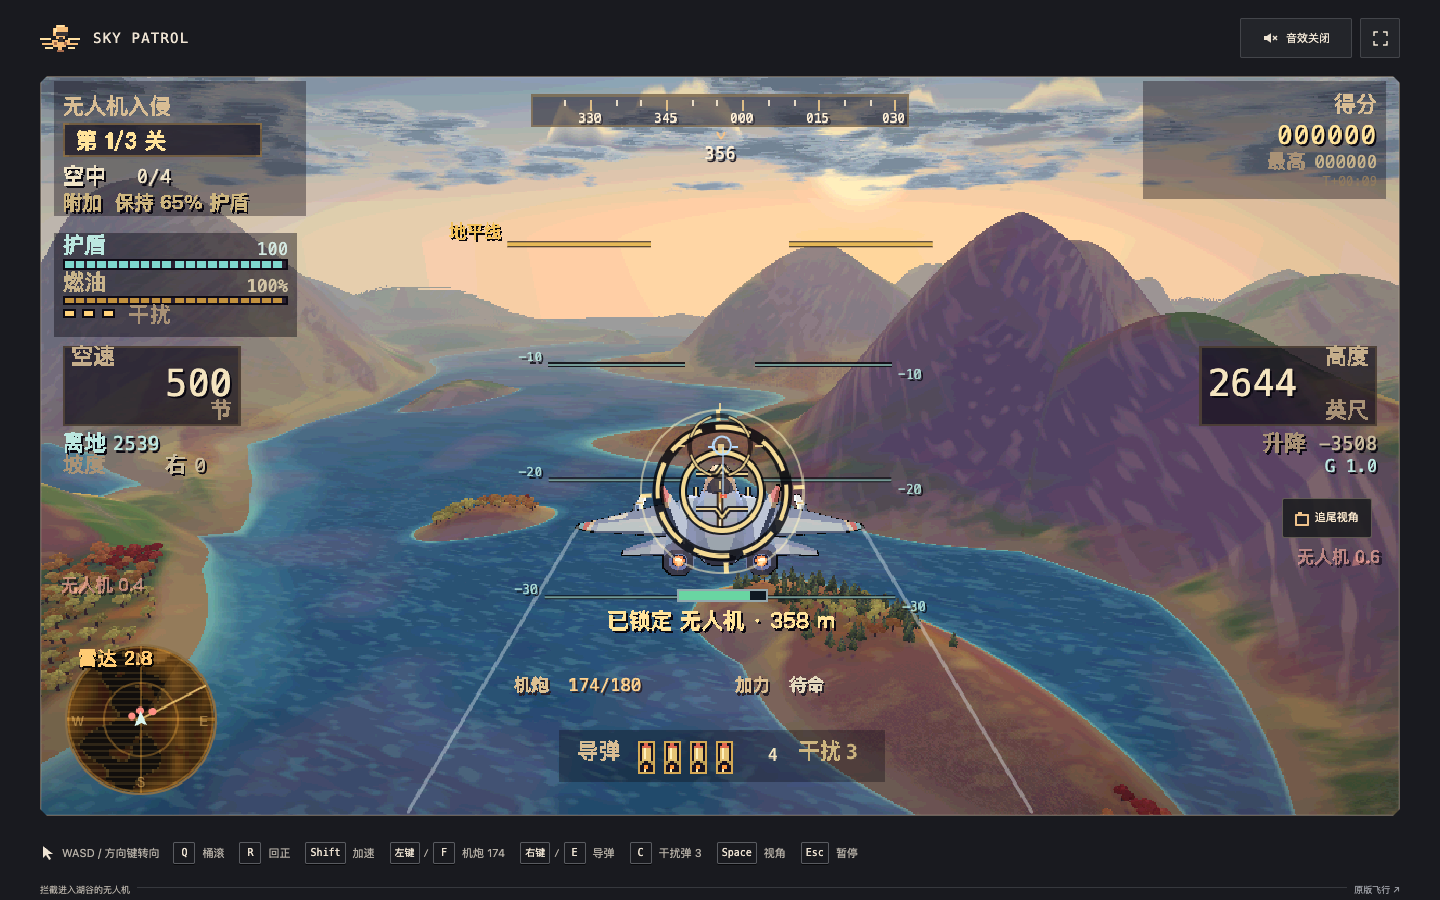 SKY PATROL
音效关闭
无人机入侵
第 1/3 关
空中 0/4
附加 保持 65% 护盾
护盾 100
燃油 100%
干扰
空速
500
节
离地 2539
坡度 右 0
330 345 000 015 030
356
得分
000000
最高 000000
T+00:09
地平线
-10 -10
-20 -20
-30 -30
高度
2644
英尺
升降 -3508
G 1.0
追尾视角
无人机 0.6
无人机 0.4
已锁定 无人机 · 358 m
雷达 2.8
W E
S
机炮 174/180 加力 待命
导弹 4 干扰 3
WASD / 方向键转向 Q 桶滚 R 回正 Shift 加速 左键 / F 机炮 174 右键 / E 导弹 C 干扰弹 3 Space 视角 Esc 暂停
拦截进入湖谷的无人机
原版飞行 ↗